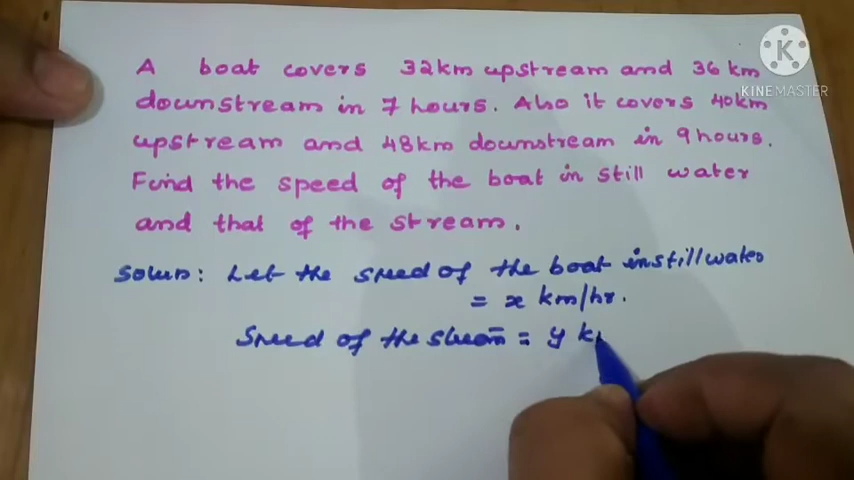 A boat covers 32km upstream and 36 km
downstream in 7 hours. Also it covers 40km
upstream and 48km downstream in 9 hours.
Find the speed of the boat in still water
and that of the stream.
Solun: Let the speed of the boat in still water
= x km/hr.
Speed of the stream = y k
K
KINEMASTER